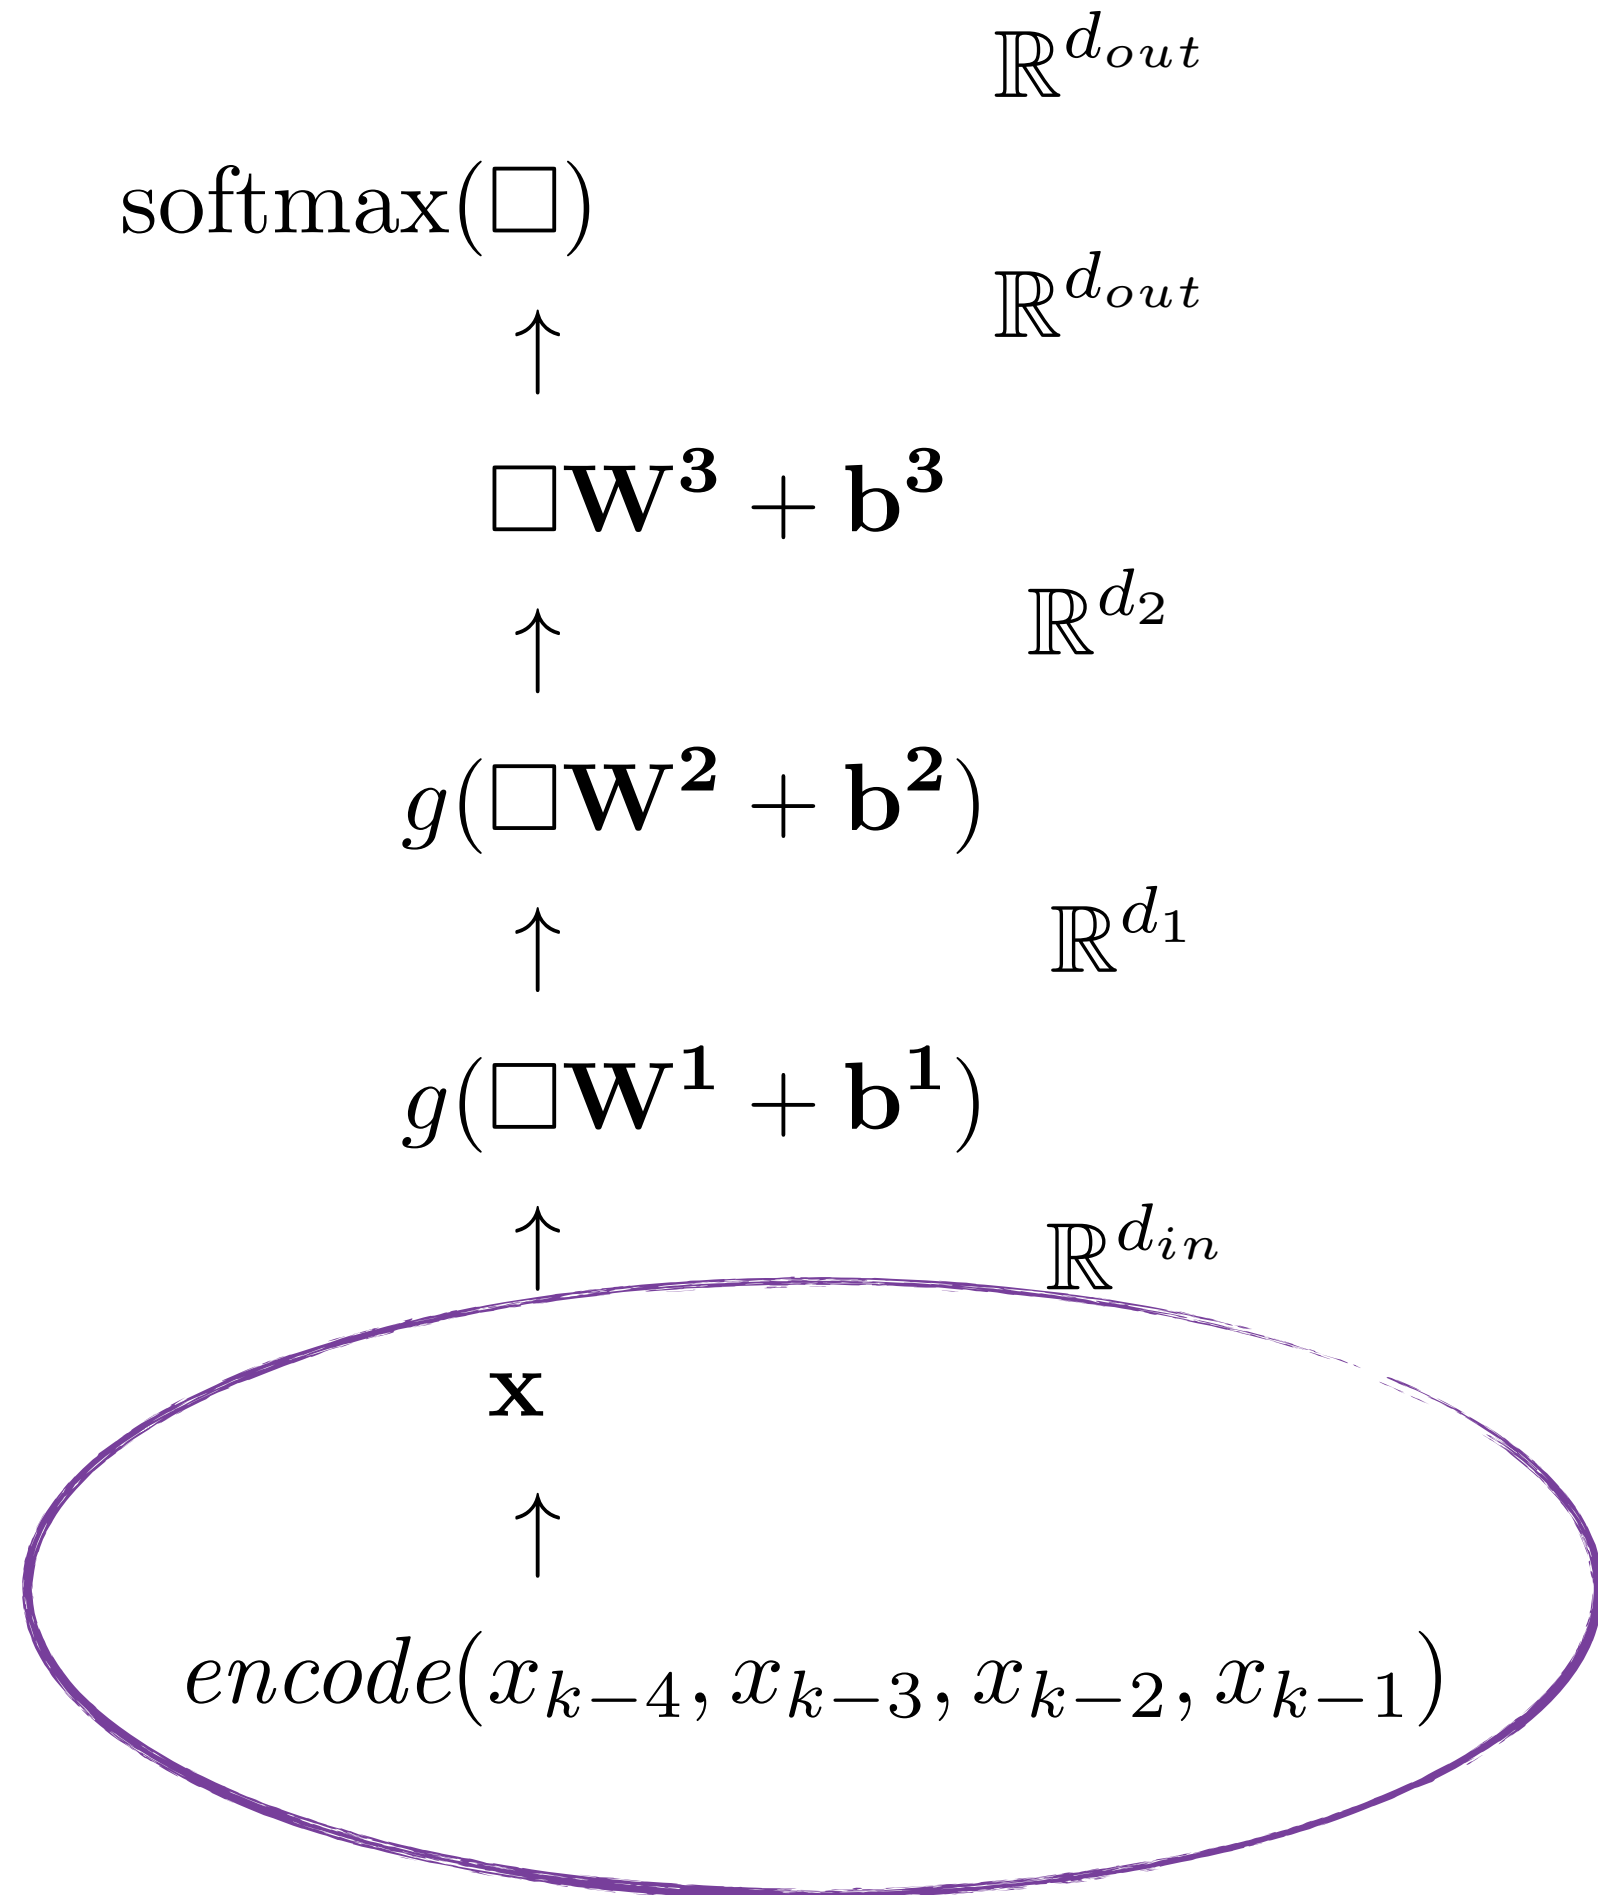 ℝ^{d_{out}}
softmax(□)
ℝ^{d_{out}}
↑
□W³ + b³
ℝ^{d_2}
↑
g(□W² + b²)
ℝ^{d_1}
↑
g(□W¹ + b¹)
ℝ^{d_{in}}
↑
x
↑
encode(x_{k−4}, x_{k−3}, x_{k−2}, x_{k−1})